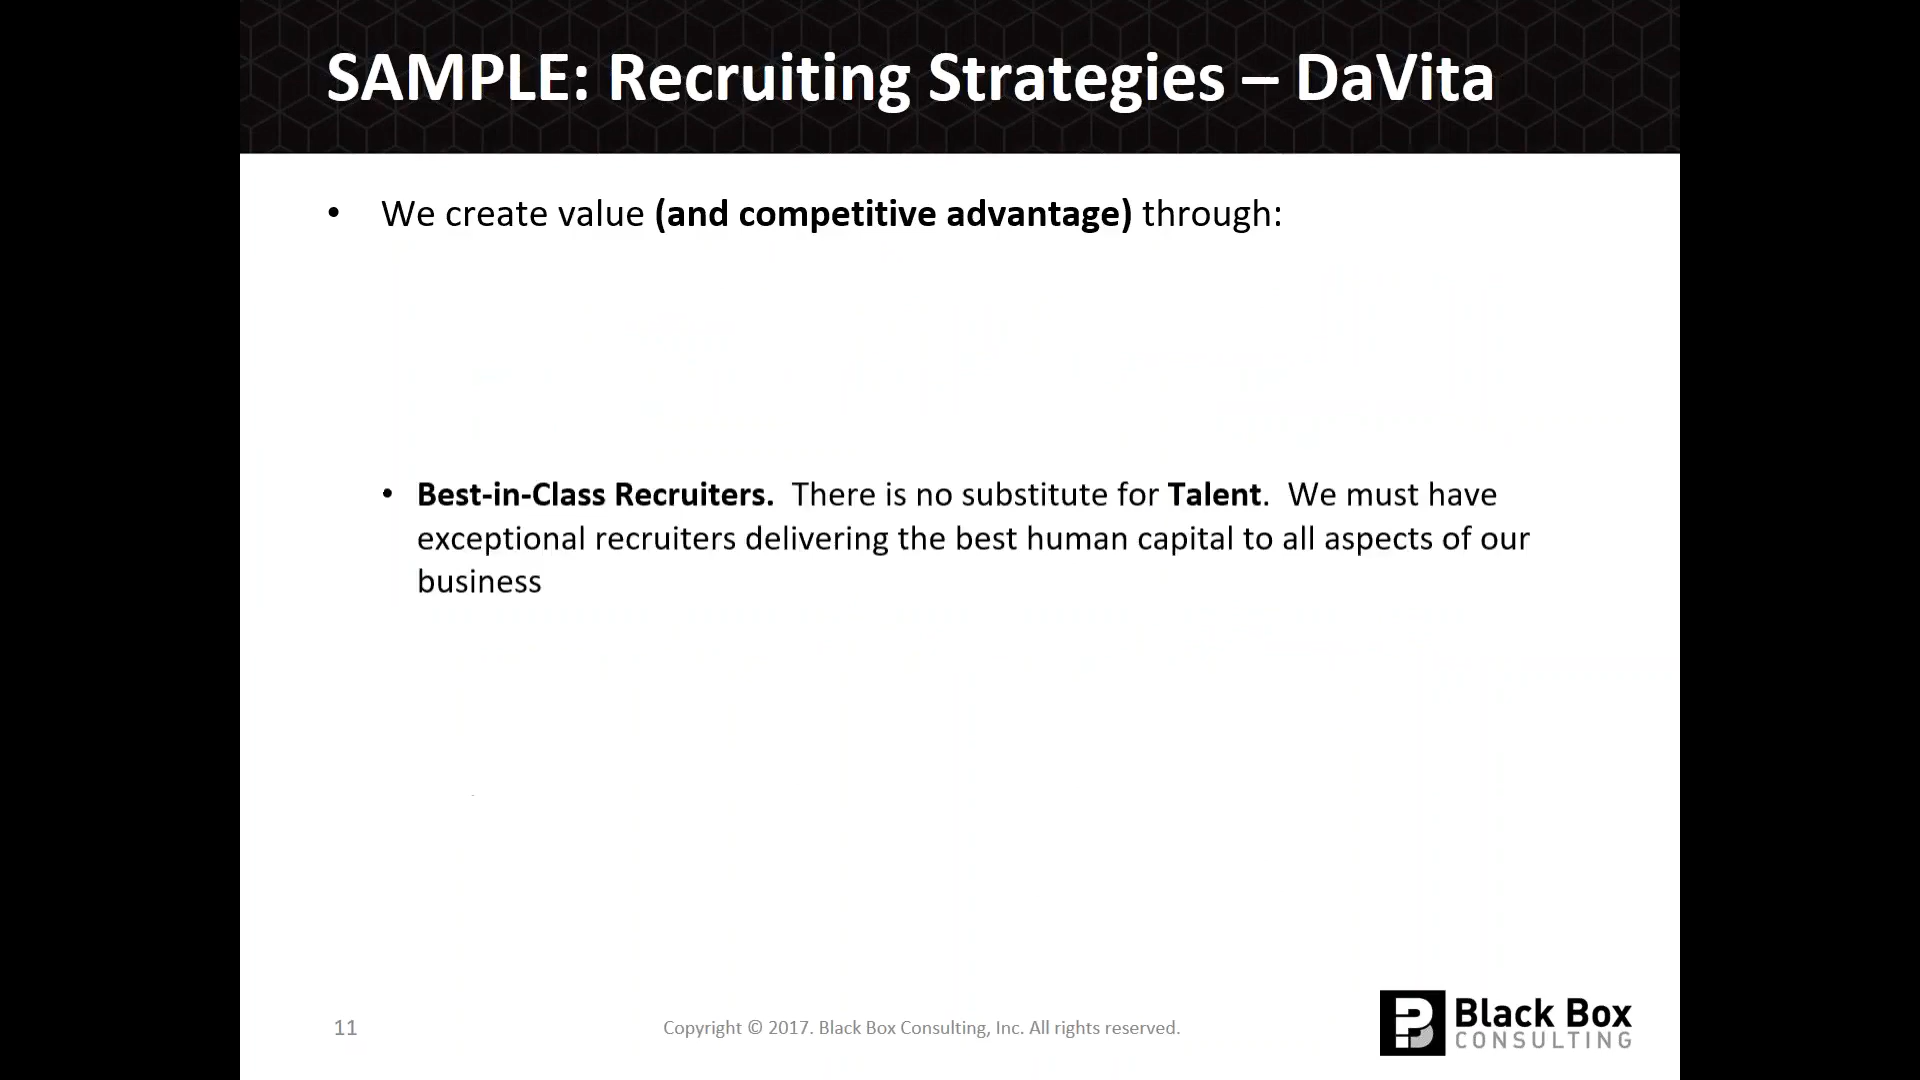 SAMPLE: Recruiting Strategies – DaVita
• We create value (and competitive advantage) through:
• Best-in-Class Recruiters.  There is no substitute for Talent.  We must have
exceptional recruiters delivering the best human capital to all aspects of our
business
11
Copyright © 2017. Black Box Consulting, Inc. All rights reserved.
Black Box
CONSULTING